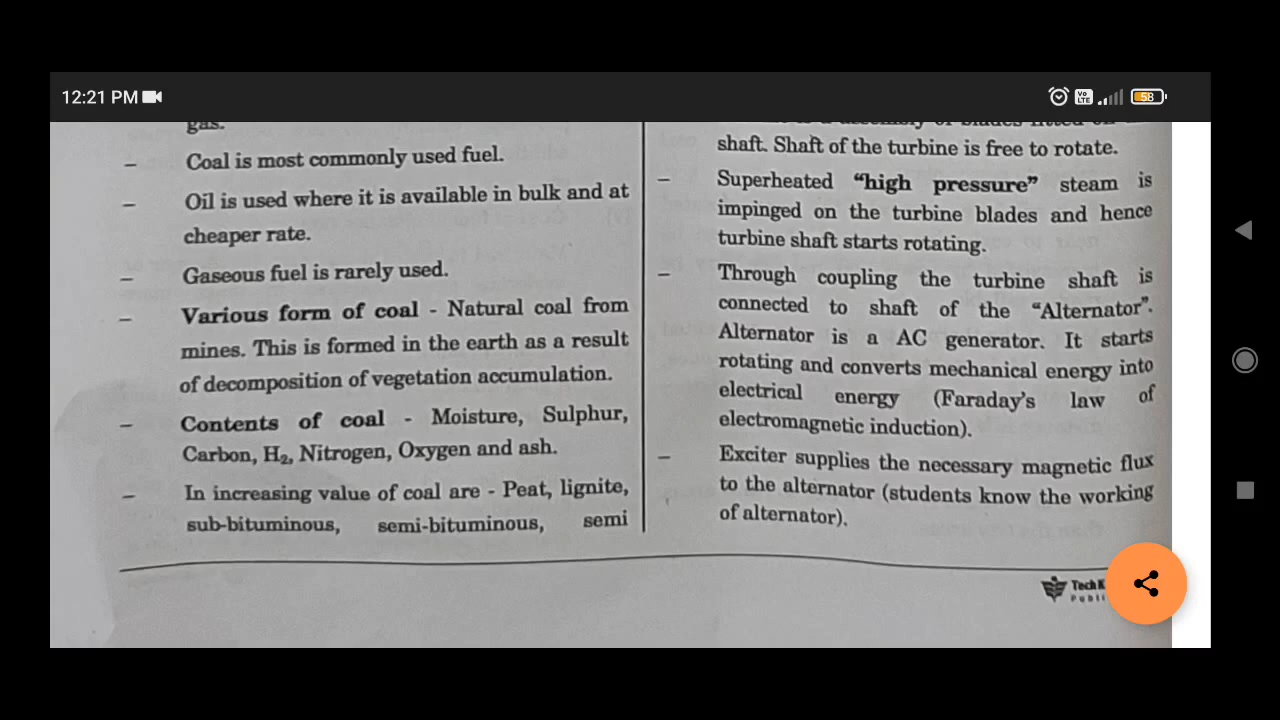 12:21 PM
Vo
LTE
58
gas.
– Coal is most commonly used fuel.
– Oil is used where it is available in bulk and at
cheaper rate.
– Gaseous fuel is rarely used.
– Various form of coal - Natural coal from
mines. This is formed in the earth as a result
of decomposition of vegetation accumulation.
– Contents of coal - Moisture, Sulphur,
Carbon, H₂, Nitrogen, Oxygen and ash.
– In increasing value of coal are - Peat, lignite,
sub-bituminous, semi-bituminous, semi
shaft. Shaft of the turbine is free to rotate.
– Superheated “high pressure” steam is
impinged on the turbine blades and hence
turbine shaft starts rotating.
– Through coupling the turbine shaft is
connected to shaft of the “Alternator”.
Alternator is a AC generator. It starts
rotating and converts mechanical energy into
electrical energy (Faraday's law of
electromagnetic induction).
– Exciter supplies the necessary magnetic flux
to the alternator (students know the working
of alternator).